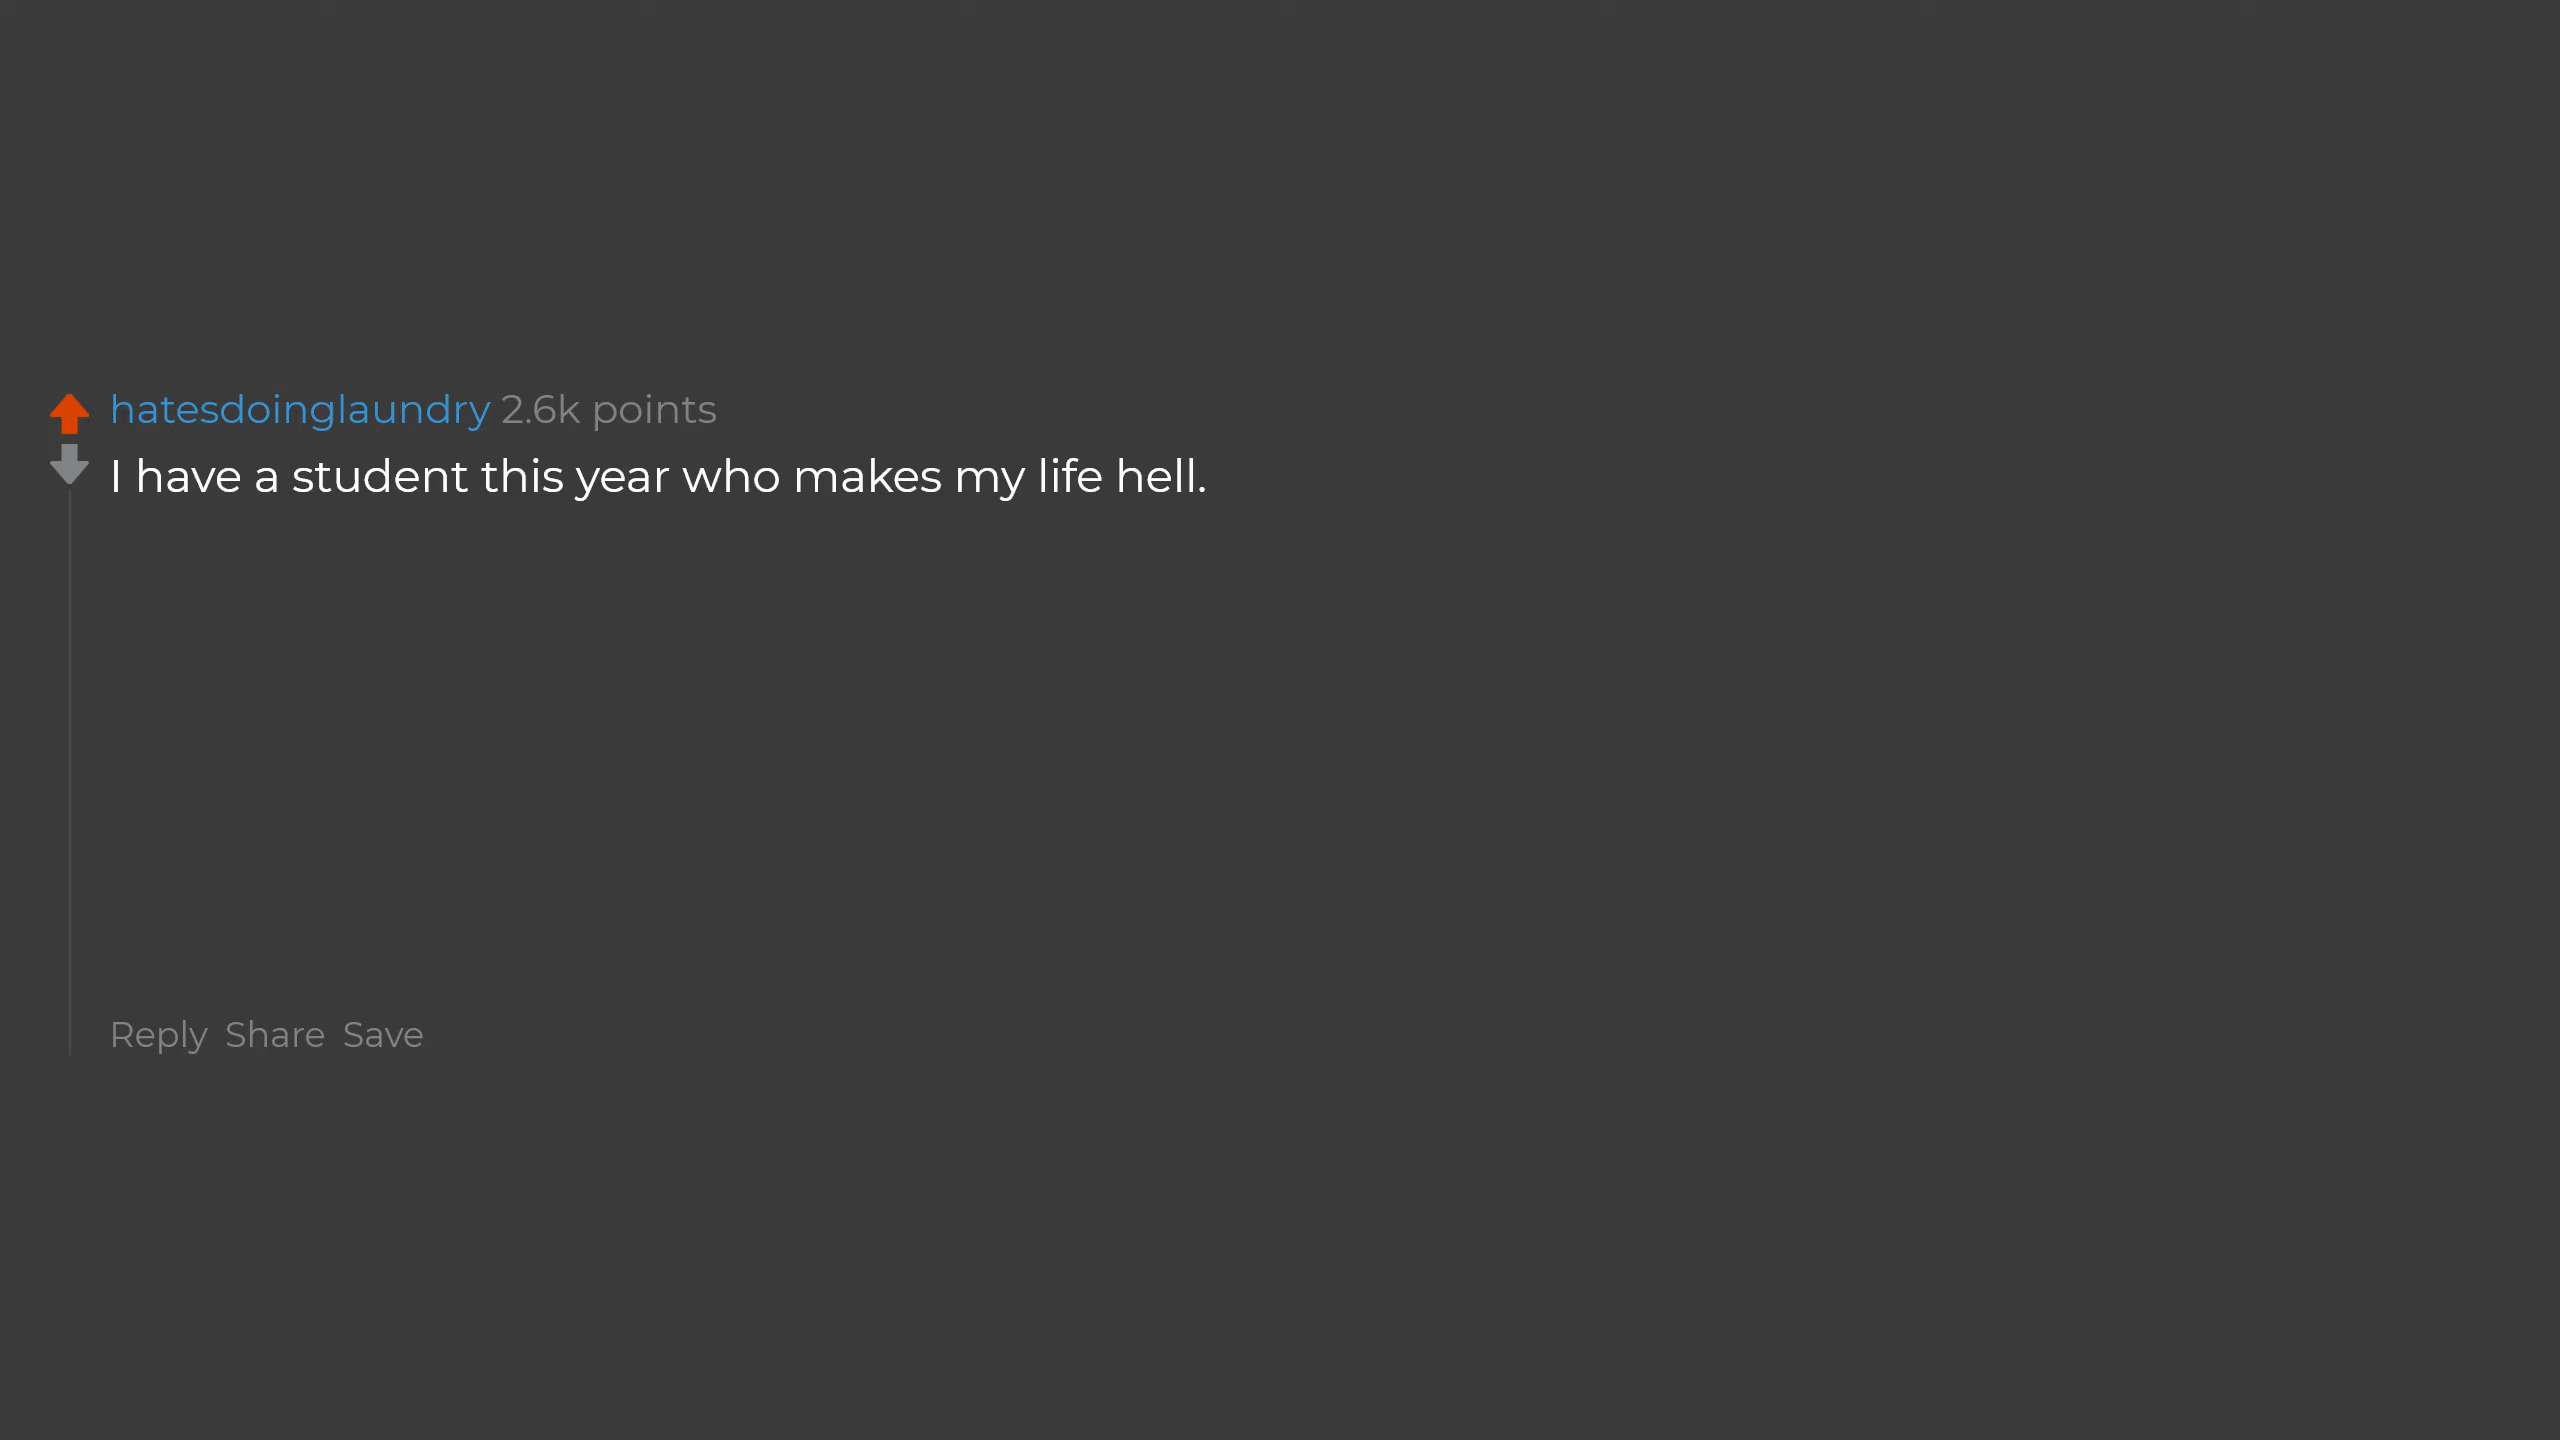 hatesdoinglaundry 2.6k points
I have a student this year who makes my life hell.
Reply Share Save